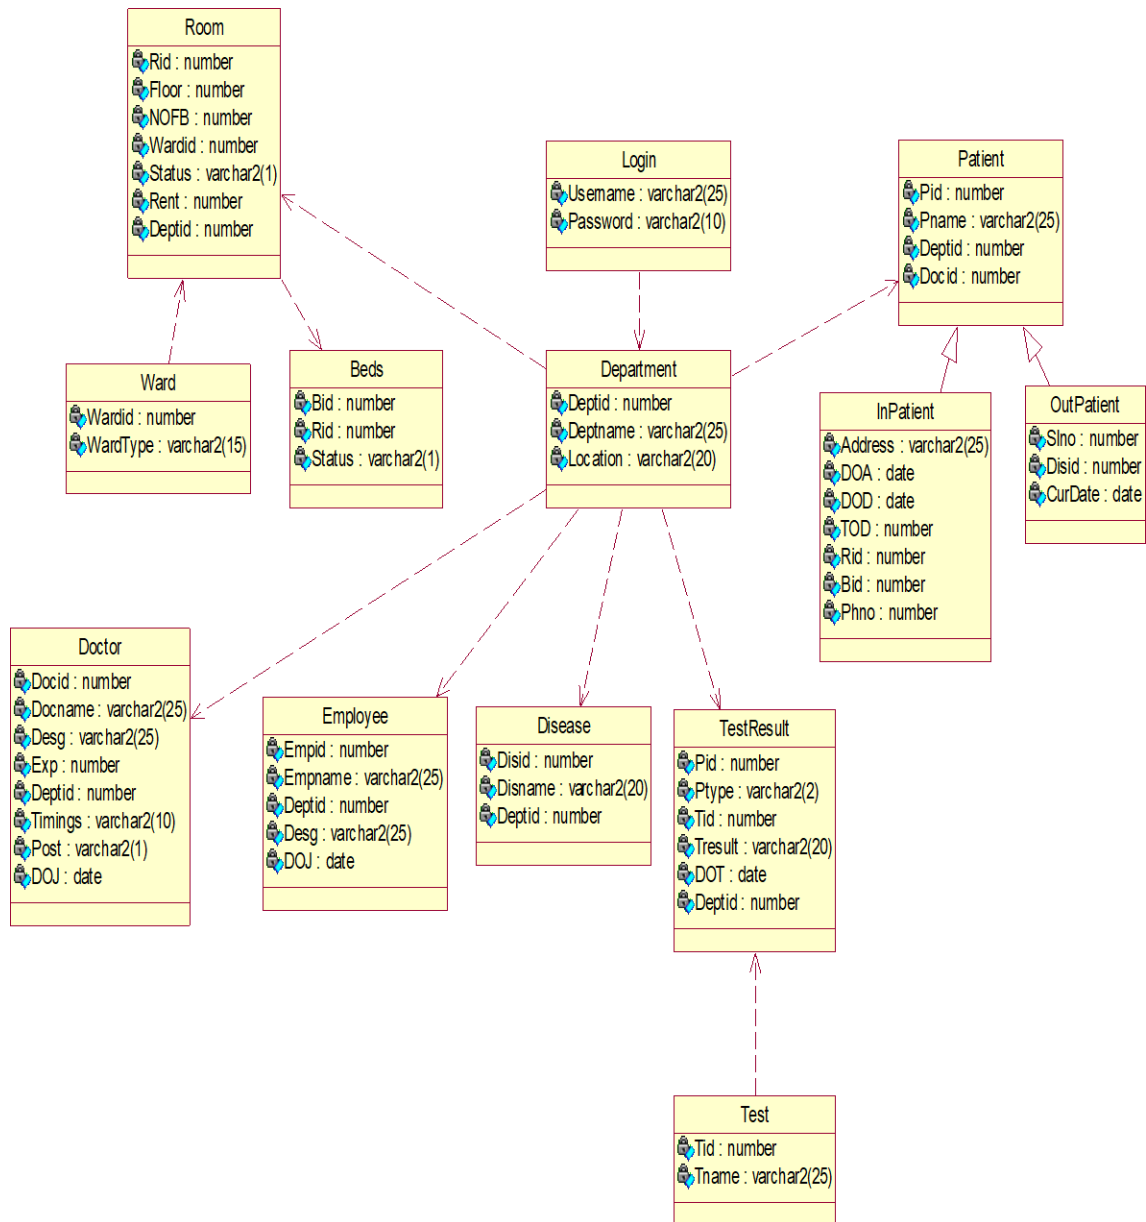 Room
Rid : number
Floor : number
NOFB : number
Wardid : number
Status : varchar2(1)
Rent : number
Deptid : number
Login
Username : varchar2(25)
Password : varchar2(10)
Patient
Pid : number
Pname : varchar2(25)
Deptid : number
Docid : number
Ward
Wardid : number
WardType : varchar2(15)
Beds
Bid : number
Rid : number
Status : varchar2(1)
Department
Deptid : number
Deptname : varchar2(25)
Location : varchar2(20)
InPatient
Address : varchar2(25)
DOA : date
DOD : date
TOD : number
Rid : number
Bid : number
Phno : number
OutPatient
Slno : number
Disid : number
CurDate : date
Doctor
Docid : number
Docname : varchar2(25)
Desg : varchar2(25)
Exp : number
Deptid : number
Timings : varchar2(10)
Post : varchar2(1)
DOJ : date
Employee
Empid : number
Empname : varchar2(25)
Deptid : number
Desg : varchar2(25)
DOJ : date
Disease
Disid : number
Disname : varchar2(20)
Deptid : number
TestResult
Pid : number
Ptype : varchar2(2)
Tid : number
Tresult : varchar2(20)
DOT : date
Deptid : number
Test
Tid : number
Tname : varchar2(25)